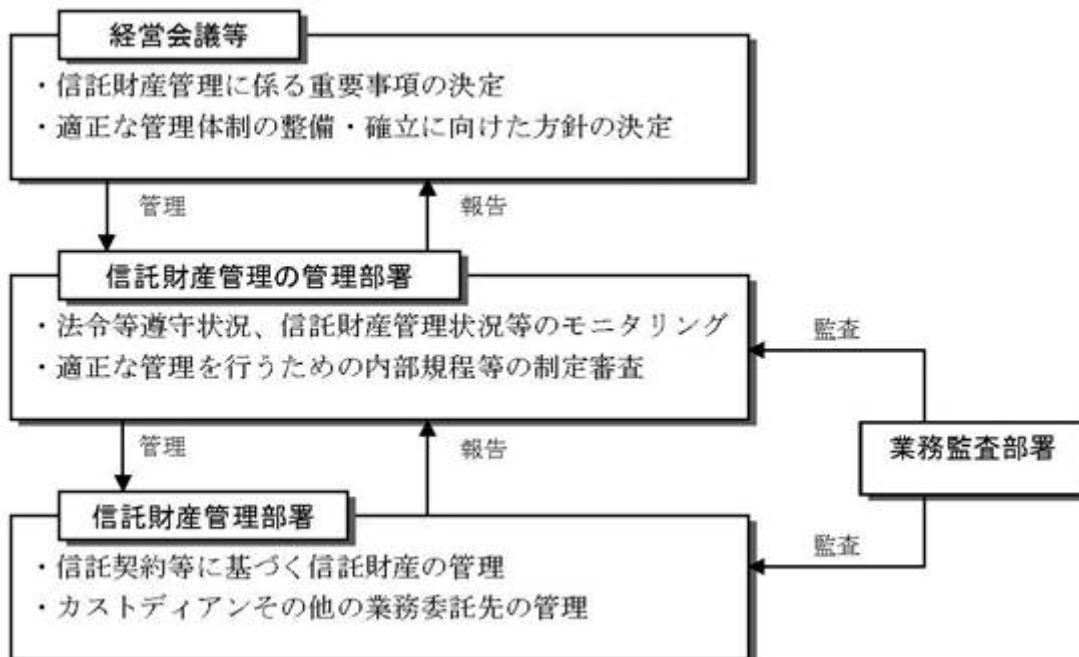 経営会議等
・信託財産管理に係る重要事項の決定
・適正な管理体制の整備・確立に向けた方針の決定
管理
報告
信託財産管理の管理部署
・法令等遵守状況、信託財産管理状況等のモニタリング
・適正な管理を行うための内部規程等の制定審査
監査
業務監査部署
管理
報告
信託財産管理部署
・信託契約等に基づく信託財産の管理
・カストディアンその他の業務委託先の管理
監査